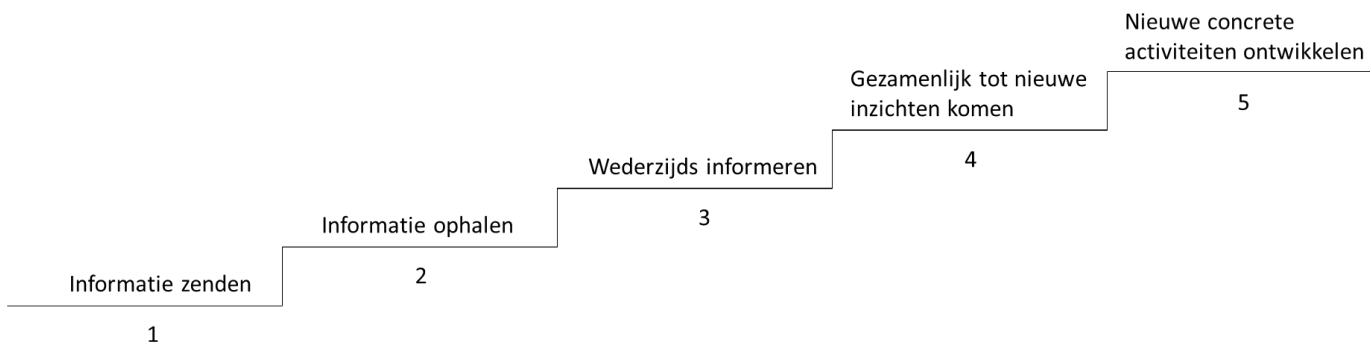 Nieuwe concrete
activiteiten ontwikkelen
5
Gezamenlijk tot nieuwe
inzichten komen
4
Wederzijds informeren
3
Informatie ophalen
2
Informatie zenden
1